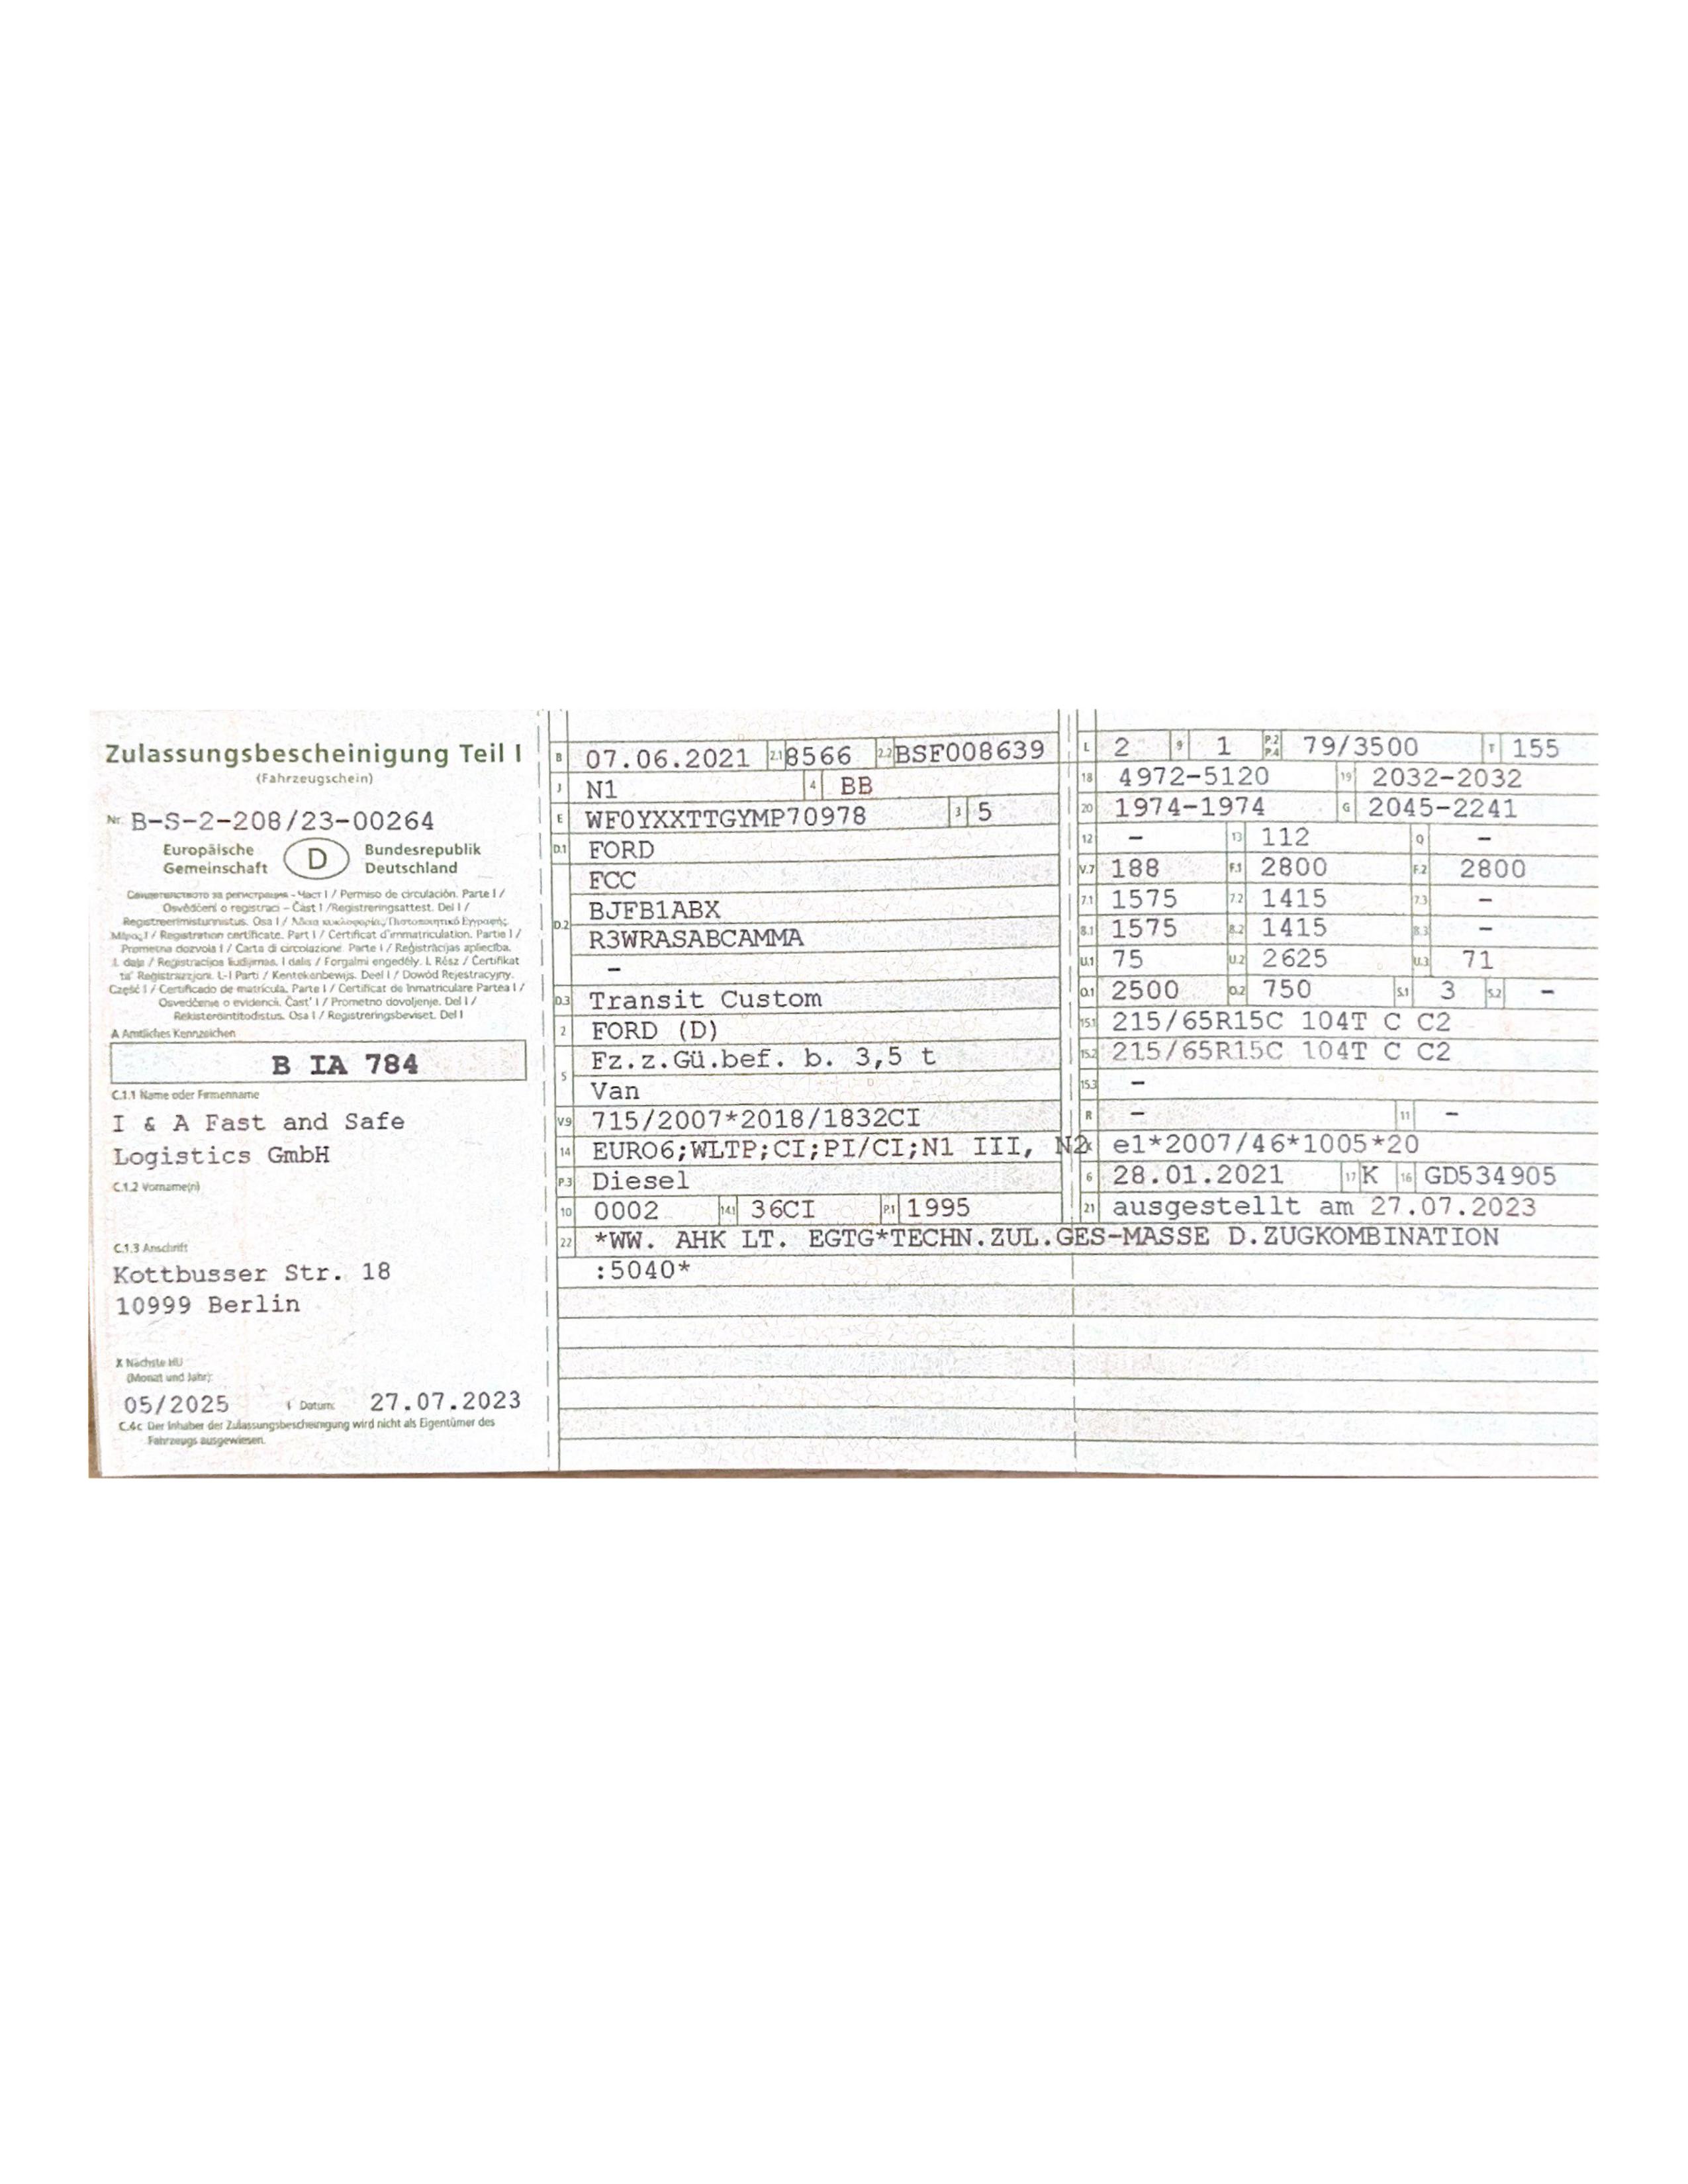 Zulassungsbescheinigung Teil I
(Fahrzeugschein)
Nr. B-S-2-208/23-00264
Europäische Gemeinschaft
D
Bundesrepublik Deutschland
Свидетелството за регистрация - Част I / Permiso de circulación. Parte I /
Osvědčení o registraci – Část I /Registreringsattest. Del I /
Registreerimistunnistus. Osa I / Άδεια κυκλοφορίας/Πιστοποιητικό Εγγραφής.
Μέρος I / Registration certificate. Part I / Certificat d'immatriculation. Partie I /
Prometna dozvola I / Carta di circolazione. Parte I / Reģistrācijas apliecība.
I. daļa / Registracijos liudijimas. I dalis / Forgalmi engedély. I. Rész / Ċertifikat
ta' Reġistrazzjoni. L-I Parti / Kentekenbewijs. Deel I / Dowód Rejestracyjny.
Część I / Certificado de matrícula. Parte I / Certificat de Inmatriculare Partea I /
Osvedčenie o evidencii. Časť I / Prometno dovoljenje. Del I /
Rekisteröintitodistus. Osa I / Registreringsbeviset. Del I
A Amtliches Kennzeichen
B IA 784
C.1.1 Name oder Firmenname
I & A Fast and Safe
Logistics GmbH
C.1.2 Vorname(n)
C.1.3 Anschrift
Kottbusser Str. 18
10999 Berlin
X Nächste HU
(Monat und Jahr):
05/2025 I Datum: 27.07.2023
C.4c Der Inhaber der Zulassungsbescheinigung wird nicht als Eigentümer des
Fahrzeugs ausgewiesen.
B 07.06.2021 2.1 8566 2.2 BSF008639
J N1 4 BB
E WF0YXXTTGYMP70978 3 5
D.1 FORD
FCC
D.2 BJFB1ABX
R3WRASABCAMMA
–
D.3 Transit Custom
2 FORD (D)
5 Fz.z.Gü.bef. b. 3,5 t
Van
V.9 715/2007*2018/1832CI
14 EURO6;WLTP;CI;PI/CI;N1 III, N2
P.3 Diesel
10 0002 14.1 36CI P.1 1995
22 *WW. AHK LT. EGTG*TECHN.ZUL.GES-MASSE D.ZUGKOMBINATION
:5040*
L 2 9 1 P.2 P.4 79/3500 T 155
18 4972-5120 19 2032-2032
20 1974-1974 G 2045-2241
12 – 13 112 Q –
V.7 188 F.1 2800 F.2 2800
7.1 1575 7.2 1415 7.3 –
8.1 1575 8.2 1415 8.3 –
U.1 75 U.2 2625 U.3 71
O.1 2500 O.2 750 S.1 3 S.2 –
15.1 215/65R15C 104T C C2
15.2 215/65R15C 104T C C2
15.3 –
R – 11 –
K e1*2007/46*1005*20
6 28.01.2021 17 K 16 GD534905
21 ausgestellt am 27.07.2023